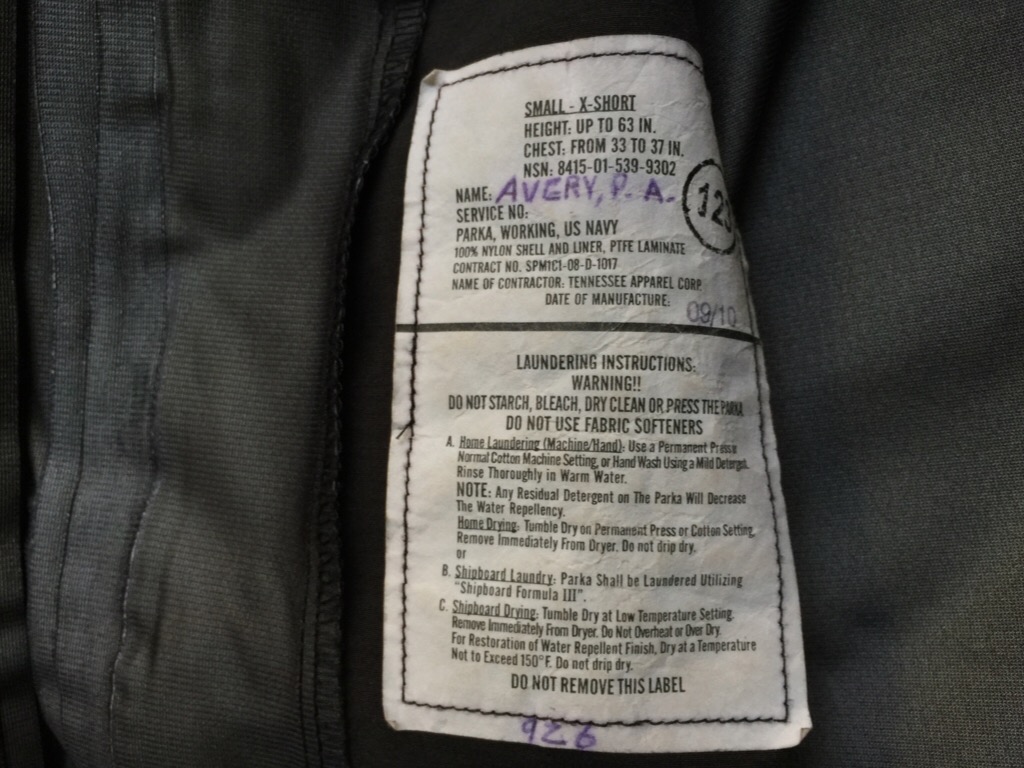 SMALL - X-SHORT
HEIGHT: UP TO 63 IN.
CHEST: FROM 33 TO 37 IN.
NSN: 8415-01-539-9302
NAME: AVERY, P. A.
SERVICE NO:
PARKA, WORKING, US NAVY
100% NYLON SHELL AND LINER, PTFE LAMINATE
CONTRACT NO. SPM1C1-08-D-1017
NAME OF CONTRACTOR: TENNESSEE APPAREL CORP.
DATE OF MANUFACTURE: 09/10
LAUNDERING INSTRUCTIONS:
WARNING!!
DO NOT STARCH, BLEACH, DRY CLEAN OR PRESS THE PARKA
DO NOT USE FABRIC SOFTENERS
A. Home Laundering (Machine/Hand): Use a Permanent Press
Normal Cotton Machine Setting, or Hand Wash Using a Mild
Rinse Thoroughly in Warm Water.
NOTE: Any Residual Detergent on The Parka Will Decrease
The Water Repellency.
Home Drying: Tumble Dry on Permanent Press or Cotton Setting,
Remove Immediately From Dryer. Do not drip dry.
or
B. Shipboard Laundry: Parka Shall be Laundered Utilizing
"Shipboard Formula III".
C. Shipboard Drying: Tumble Dry at Low Temperature Setting.
Remove Immediately From Dryer. Do Not Overheat or Over Dry.
For Restoration of Water Repellent Finish, Dry at a Temperature
Not to Exceed 150°F. Do not drip dry.
DO NOT REMOVE THIS LABEL
926